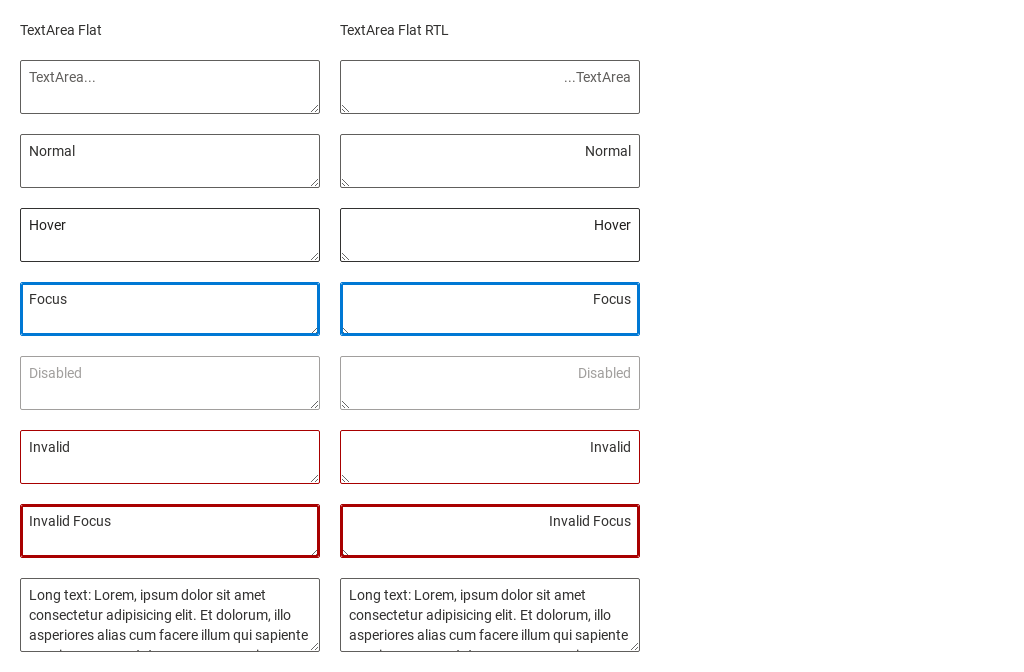 TextArea Flat
TextArea Flat RTL
TextArea...
...TextArea
Normal
Normal
Hover
Hover
Focus
Focus
Disabled
Disabled
Invalid
Invalid
Invalid Focus
Invalid Focus
Long text: Lorem, ipsum dolor sit amet
consectetur adipisicing elit. Et dolorum, illo
asperiores alias cum facere illum qui sapiente
Long text: Lorem, ipsum dolor sit amet
consectetur adipisicing elit. Et dolorum, illo
asperiores alias cum facere illum qui sapiente